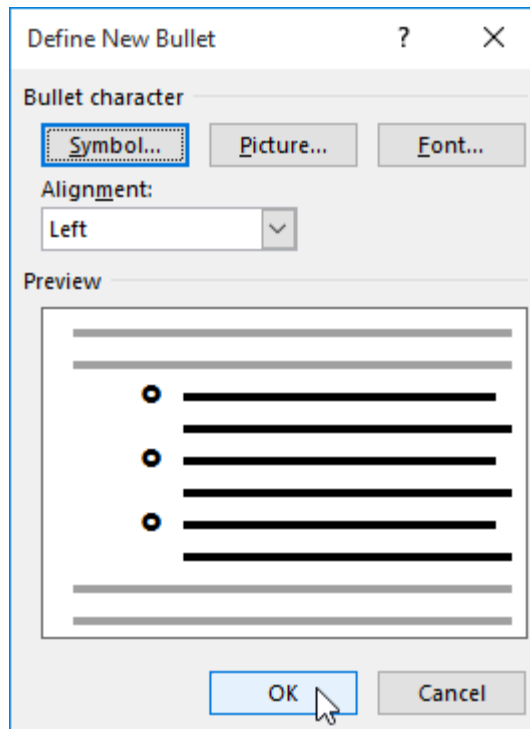 Define New Bullet ?
Bullet character
Symbol... Picture... Font...
Alignment:
Left
Preview
OK Cancel